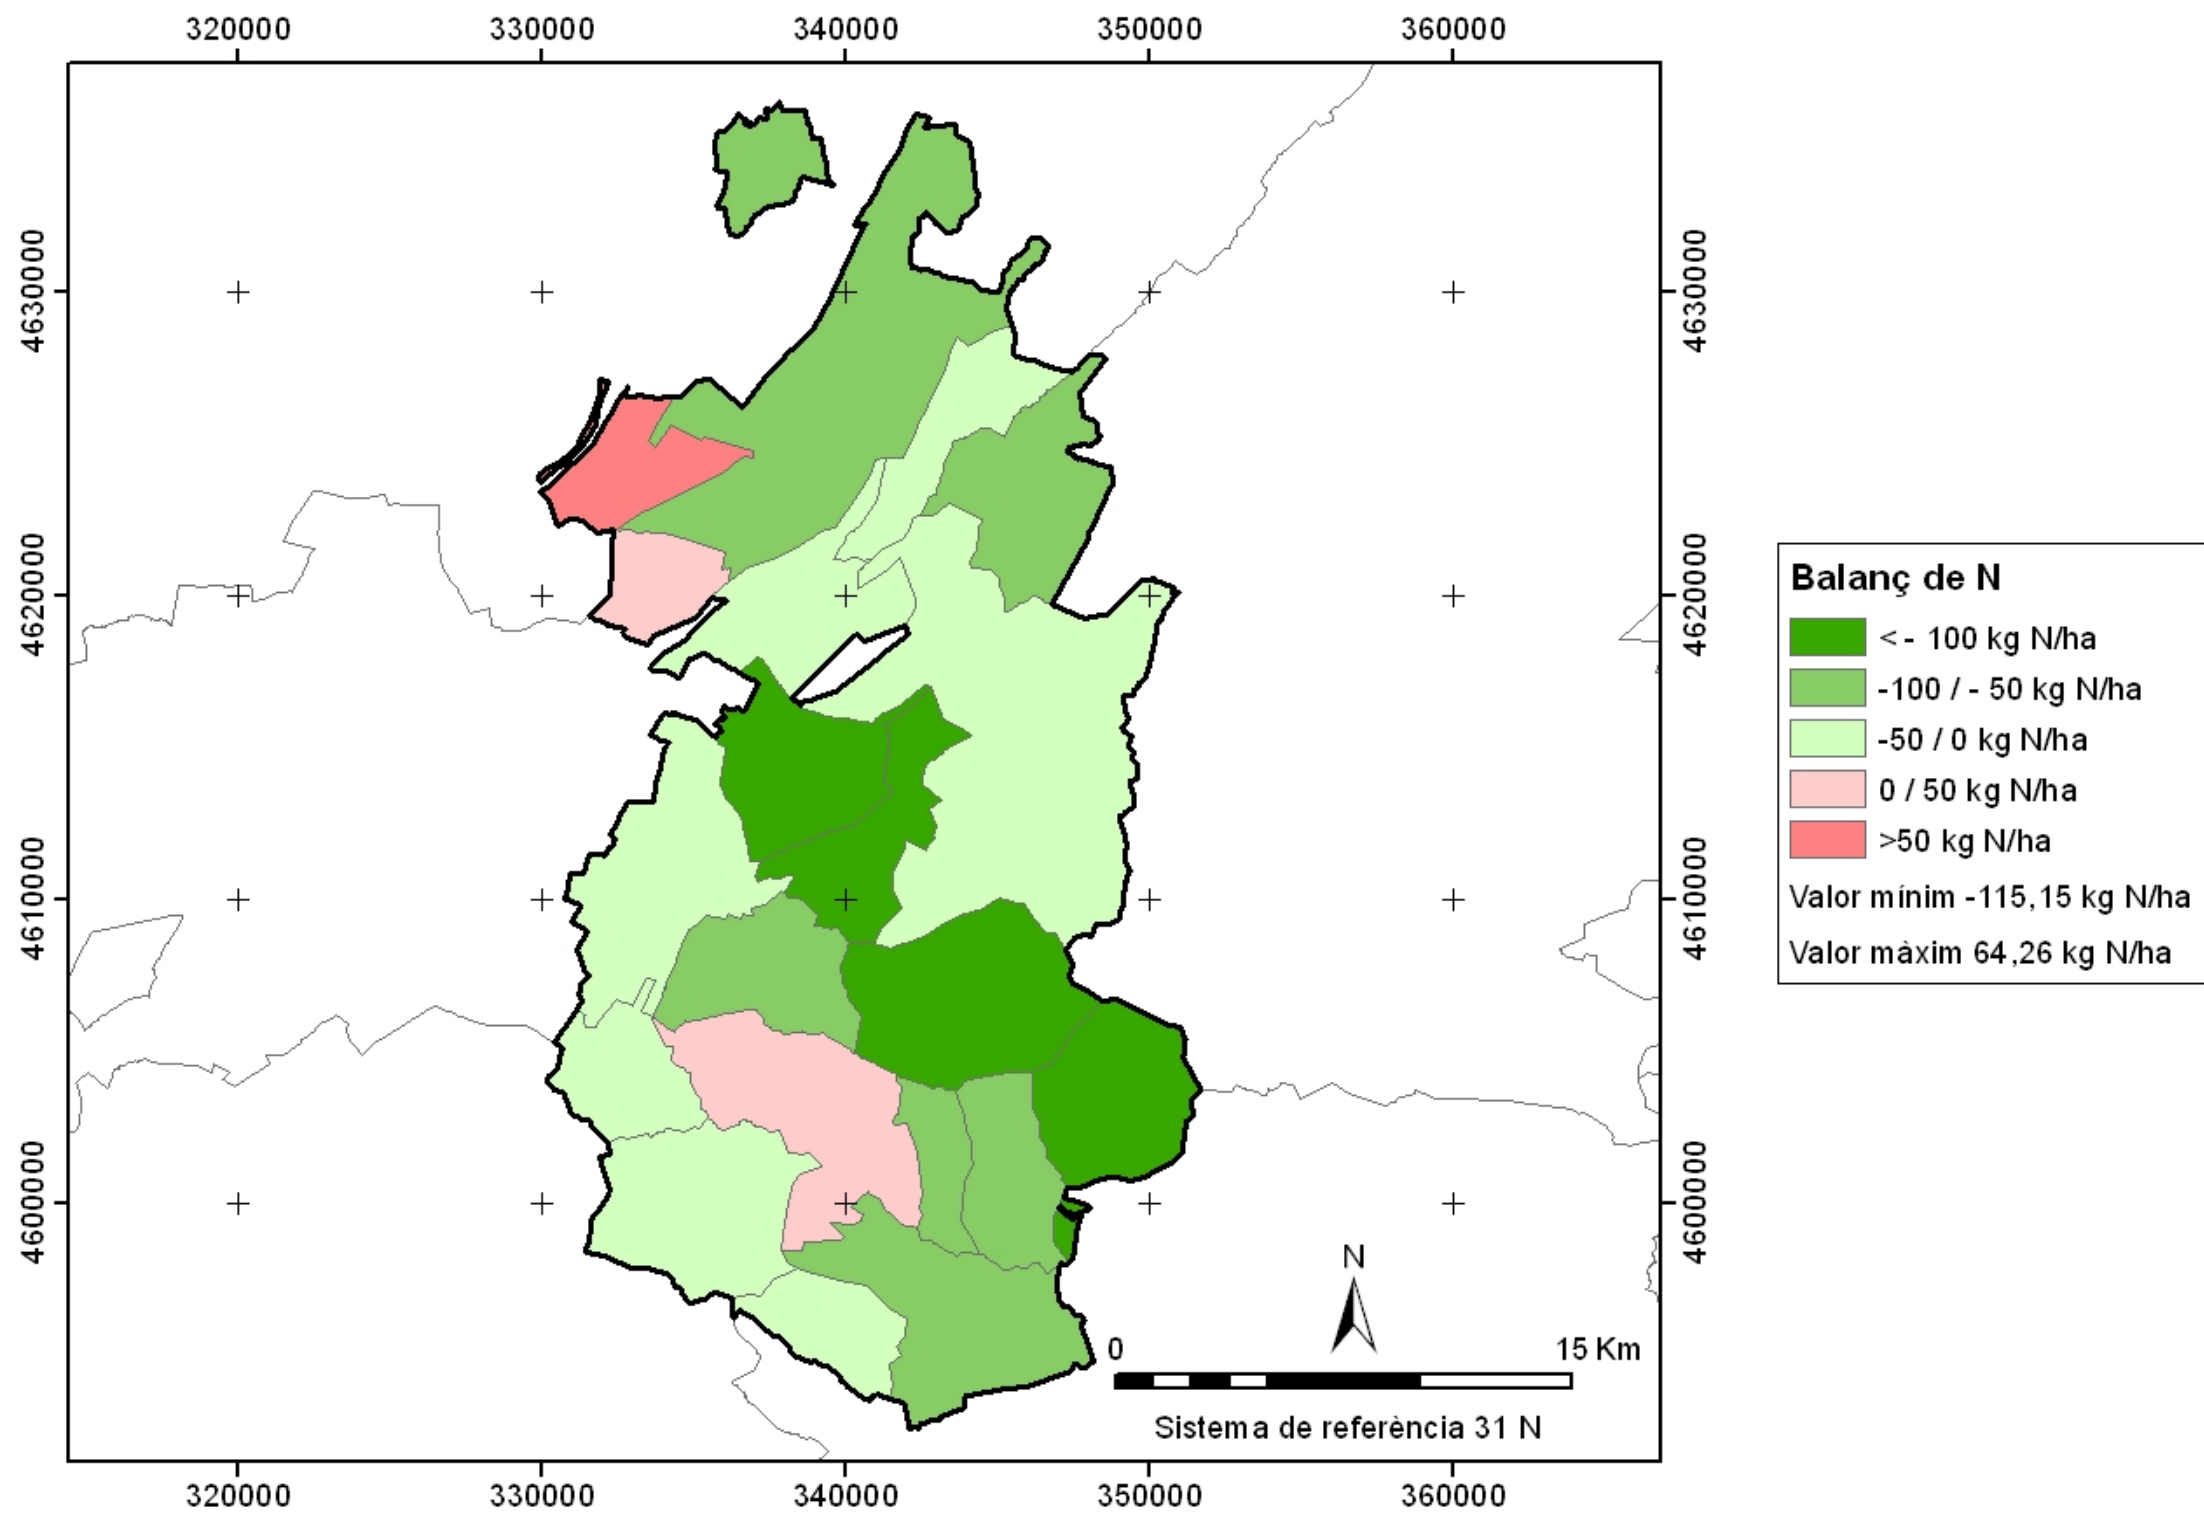 320000 330000 340000 350000 360000
4630000 4630000
4620000 4620000
4610000 4610000
4600000 4600000
Balanç de N
< - 100 kg N/ha
-100 / - 50 kg N/ha
-50 / 0 kg N/ha
0 / 50 kg N/ha
>50 kg N/ha
Valor mínim -115,15 kg N/ha
Valor màxim 64,26 kg N/ha
N
0 15 Km
Sistema de referència 31 N
320000 330000 340000 350000 360000